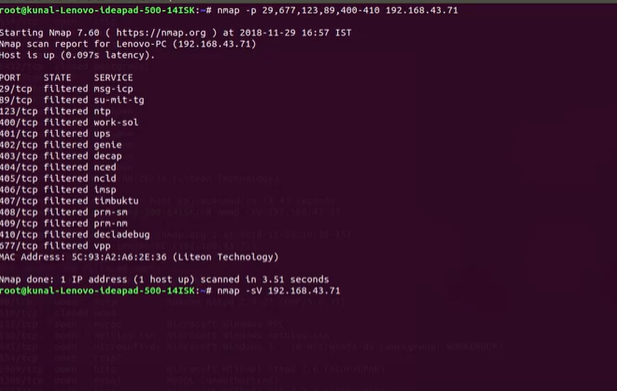 root@kunal-Lenovo-ideapad-500-14ISK:~# nmap -p 29,677,123,89,400-410 192.168.43.71
Starting Nmap 7.60 ( https://nmap.org ) at 2018-11-29 16:57 IST
Nmap scan report for Lenovo-PC (192.168.43.71)
Host is up (0.097s latency).
PORT STATE SERVICE
29/tcp filtered msg-icp
89/tcp filtered su-mit-tg
123/tcp filtered ntp
400/tcp filtered work-sol
401/tcp filtered ups
402/tcp filtered genie
403/tcp filtered decap
404/tcp filtered nced
405/tcp filtered ncld
406/tcp filtered imsp
407/tcp filtered timbuktu
408/tcp filtered prm-sm
409/tcp filtered prm-nm
410/tcp filtered decladebug
677/tcp filtered vpp
MAC Address: 5C:93:A2:A6:2E:36 (Liteon Technology)
Nmap done: 1 IP address (1 host up) scanned in 3.51 seconds
root@kunal-Lenovo-ideapad-500-14ISK:~# nmap -sV 192.168.43.71